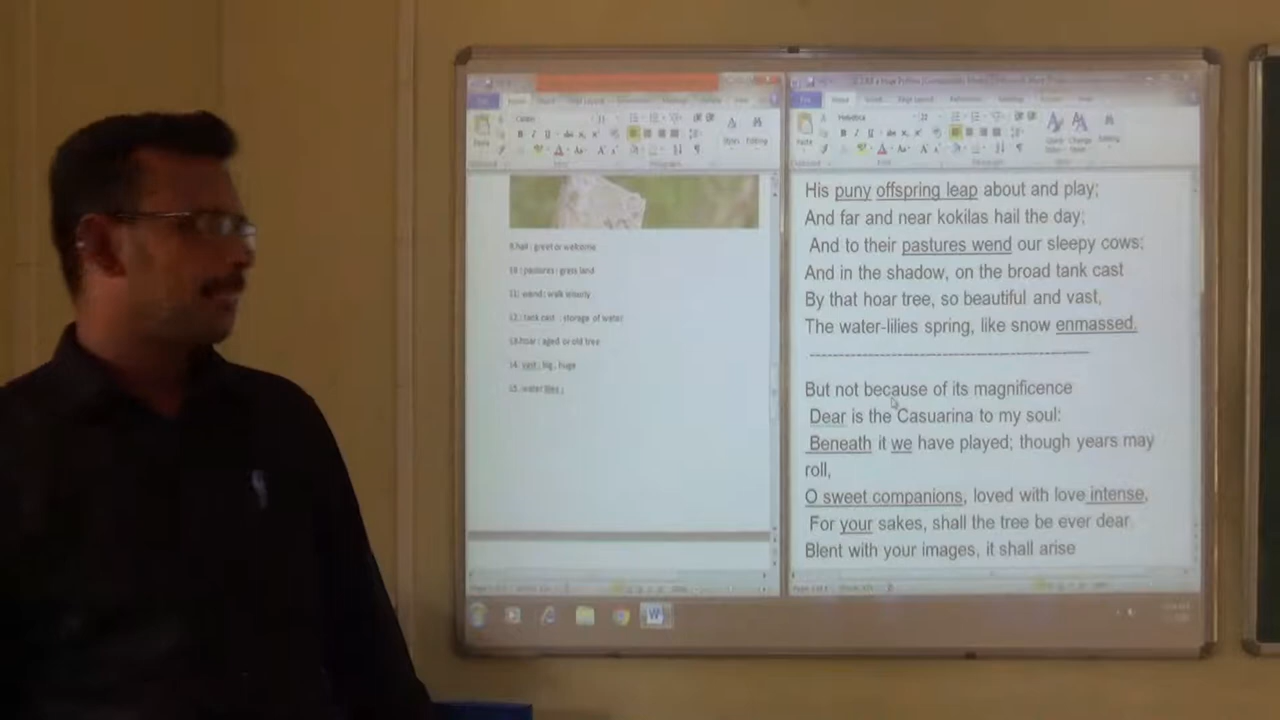 9.hail : greet or welcome
10 : pastures : grass land
11: wend : walk leisurely
12 : tank cast : storage of water
13.hoar : aged or old tree
14. vast : big , huge
15. water lilies ;
His puny offspring leap about and play;
And far and near kokilas hail the day;
And to their pastures wend our sleepy cows;
And in the shadow, on the broad tank cast
By that hoar tree, so beautiful and vast,
The water-lilies spring, like snow enmassed.
But not because of its magnificence
Dear is the Casuarina to my soul:
Beneath it we have played; though years may
roll,
O sweet companions, loved with love intense,
For your sakes, shall the tree be ever dear
Blent with your images, it shall arise